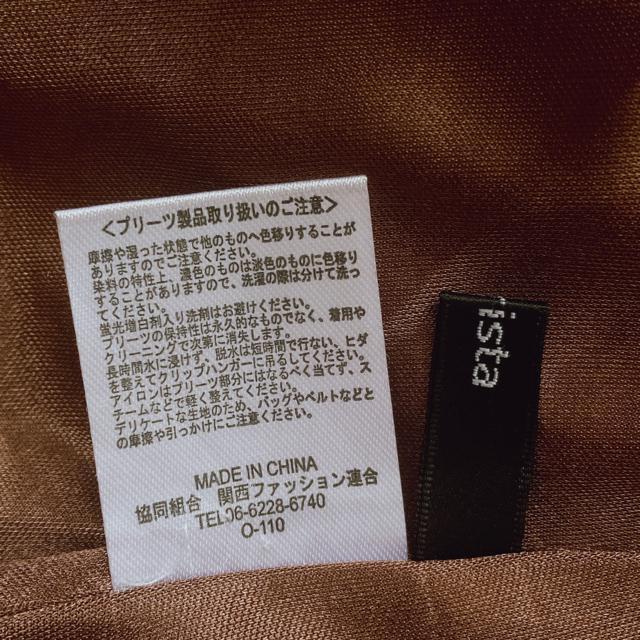 <プリーツ製品取り扱いのご注意>
摩擦や湿った状態で他のものへ色移りすることが
ありますのでご注意ください。
染料の特性上、濃色のものは淡色のものに色移り
することがありますので、洗濯の際は分けて洗っ
てください。
蛍光増白剤入り洗剤はお避けください。
プリーツの保持性は永久的なものでなく、着用や
クリーニングで次第に消失します。
長時間水に浸けず、脱水は短時間で行ない、ヒダ
を整えてクリップハンガーに吊るしてください。
アイロンはプリーツ部分にはなるべく当てず、ス
チームなどで軽く整えてください。
デリケートな生地のため、バッグやベルトなどと
の摩擦や引っかけにご注意ください。
MADE IN CHINA
協同組合 関西ファッション連合
TEL06-6228-6740
O-110
ista